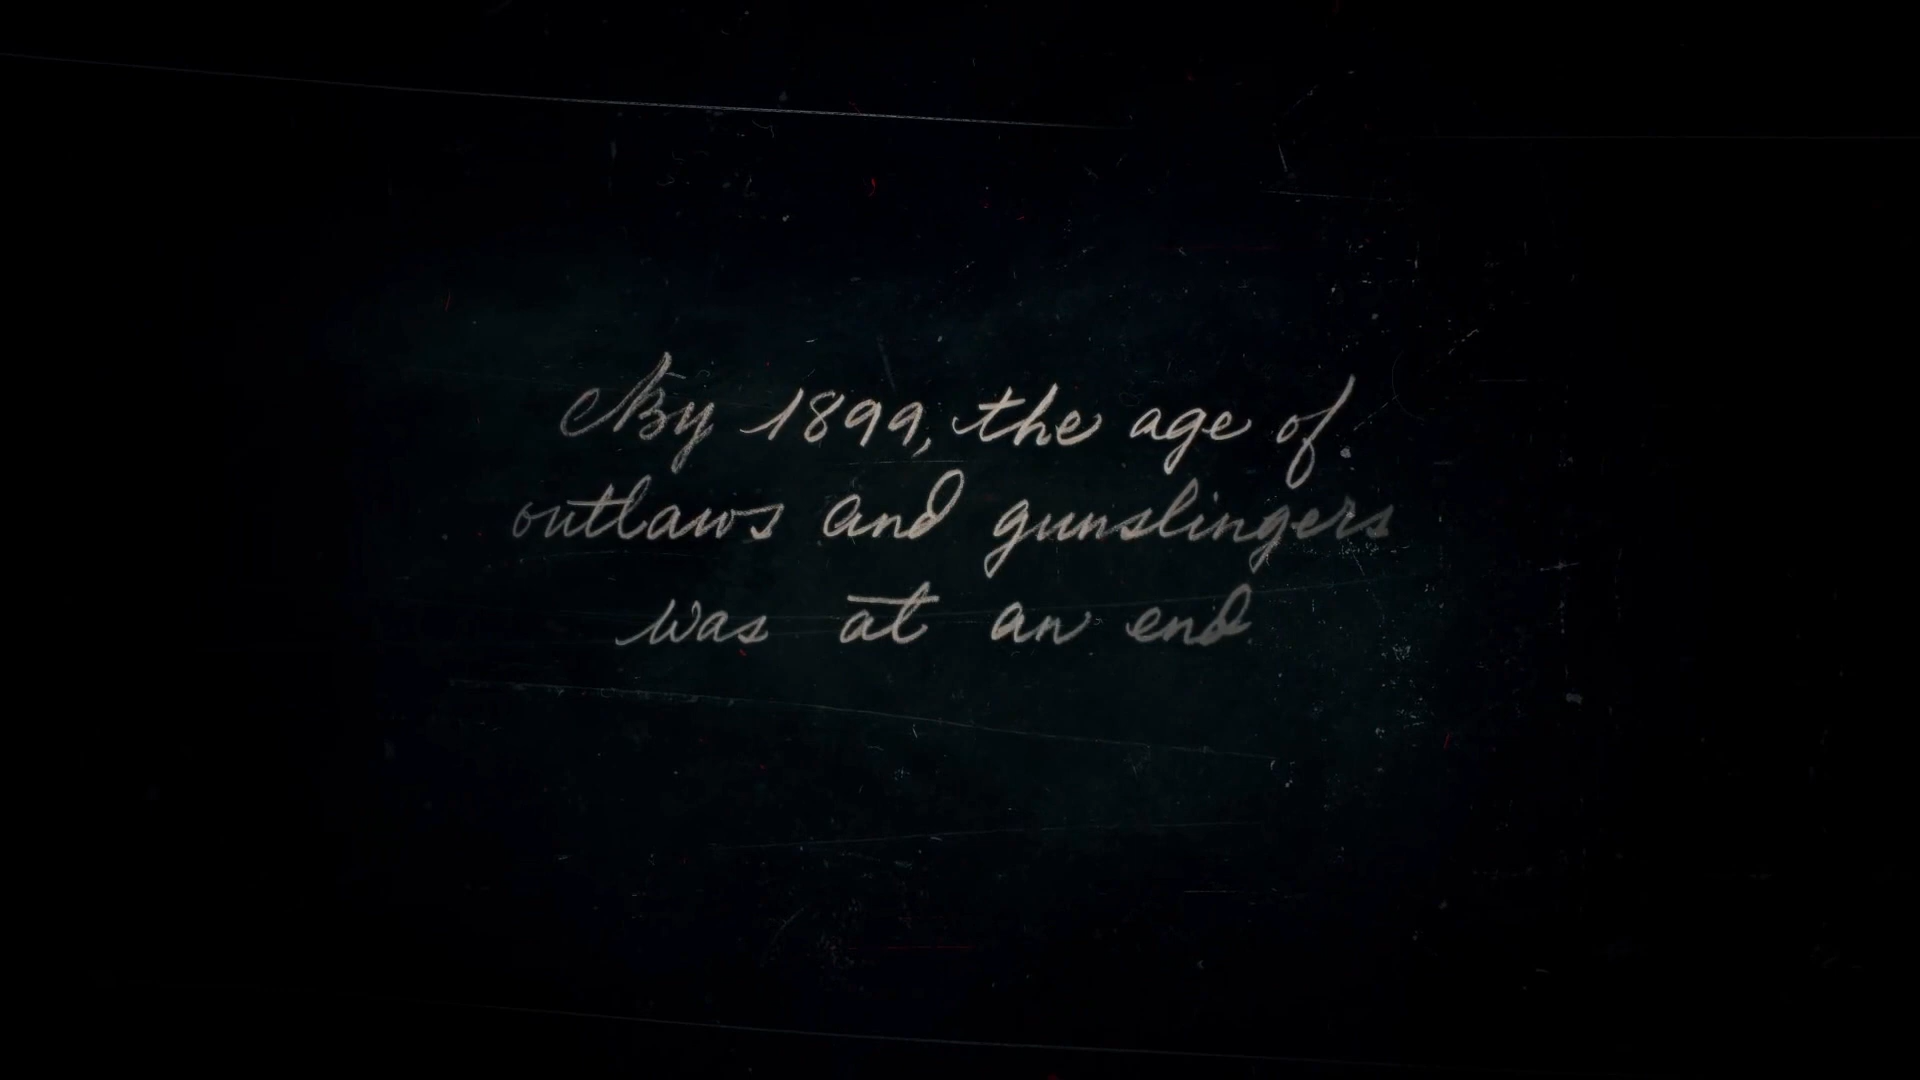 By 1899, the age of
outlaws and gunslingers
was at an end.